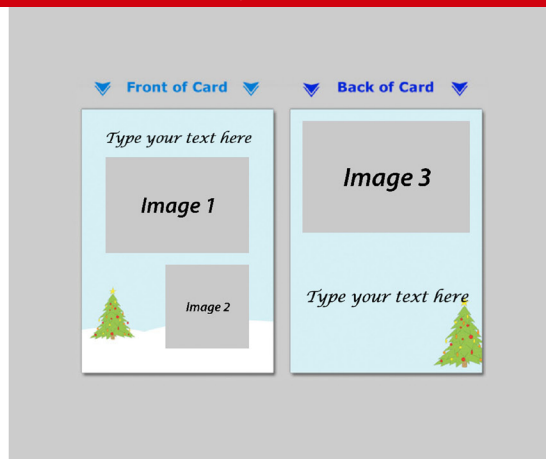 Front of Card
Back of Card
Type your text here
Image 1
Image 2
Image 3
Type your text here